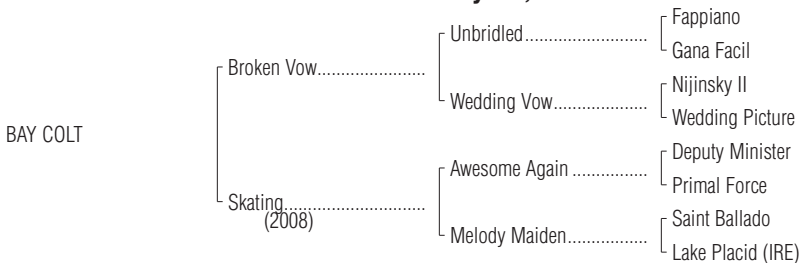 Fappiano
Unbridled
Gana Facil
Broken Vow
Nijinsky II
Wedding Vow
Wedding Picture
BAY COLT
Deputy Minister
Awesome Again
Primal Force
Skating
(2008)
Saint Ballado
Melody Maiden
Lake Placid (IRE)